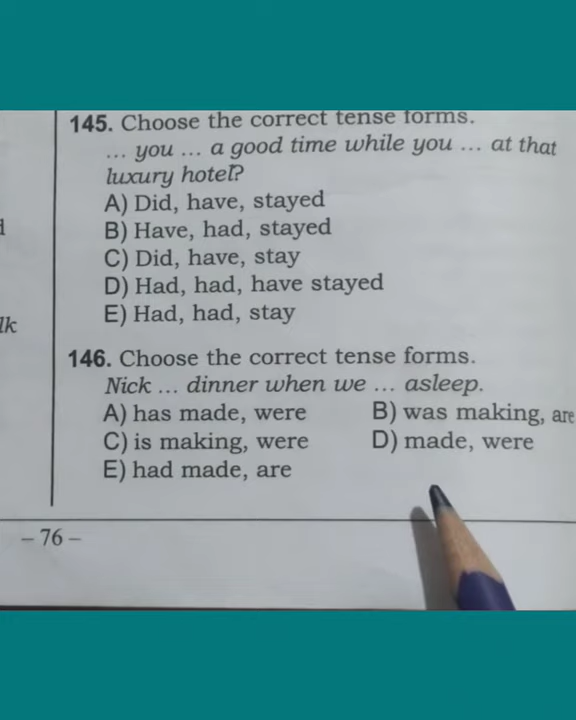 145. Choose the correct tense forms.
... you ... a good time while you ... at that
luxury hotel?
A) Did, have, stayed
B) Have, had, stayed
C) Did, have, stay
D) Had, had, have stayed
E) Had, had, stay
lk
146. Choose the correct tense forms.
Nick ... dinner when we ... asleep.
A) has made, were B) was making, are
C) is making, were D) made, were
E) had made, are
– 76 –